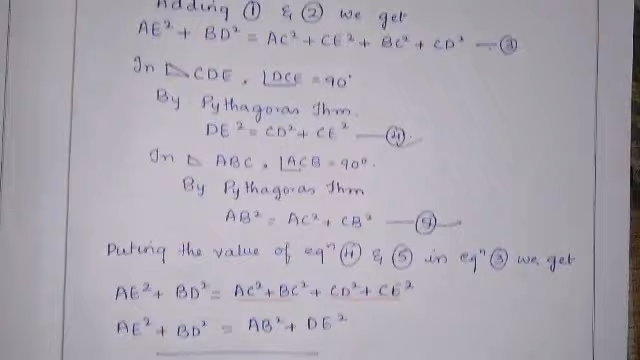 Adding ① & ② we get
AE² + BD² = AC² + CE² + BC² + CD² — ③
In ▷ CDE, ∠DCE = 90°
By Pythagoras Thm.
DE² = CD² + CE² — ④
In ▷ ABC, ∠ACB = 90°.
By Pythagoras Thm
AB² = AC² + CB² — ⑤
Puting the value of eqⁿ ④ & ⑤ in eqⁿ ③ we get
AE² + BD² = AC² + BC² + CD² + CE²
AE² + BD² = AB² + DE²